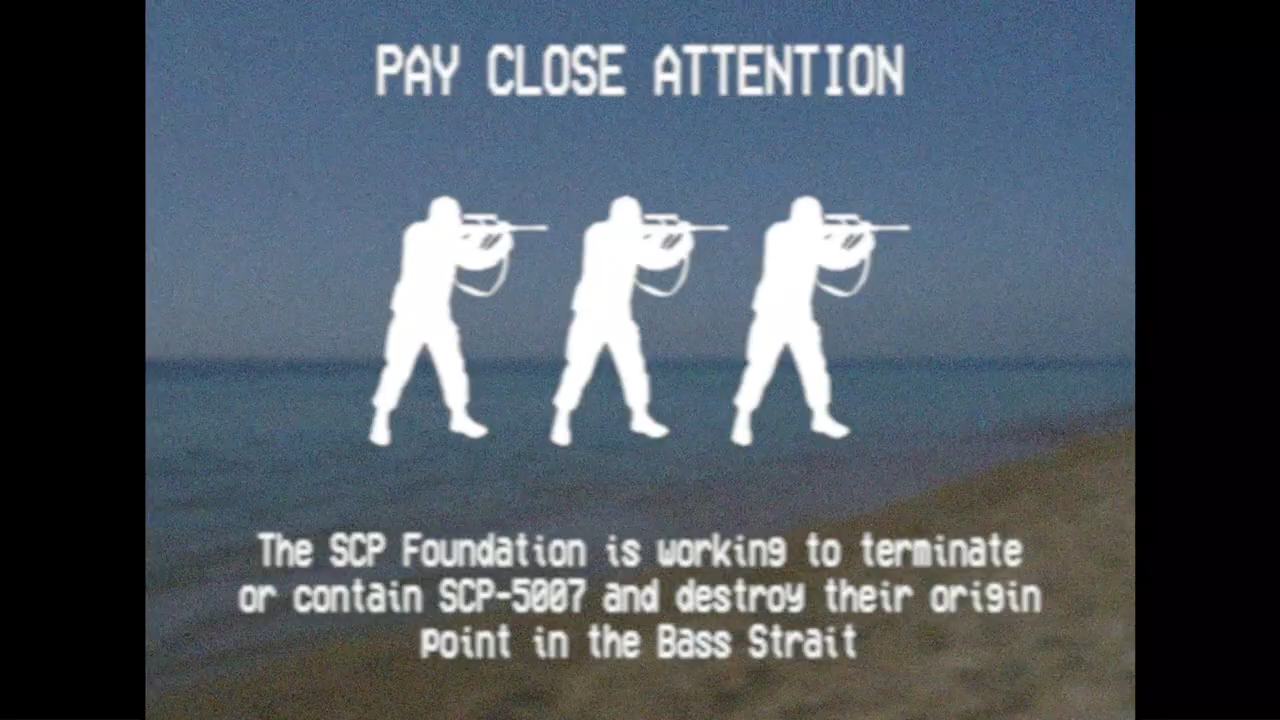 PAY CLOSE ATTENTION
The SCP Foundation is working to terminate
or contain SCP-5007 and destroy their origin
point in the Bass Strait